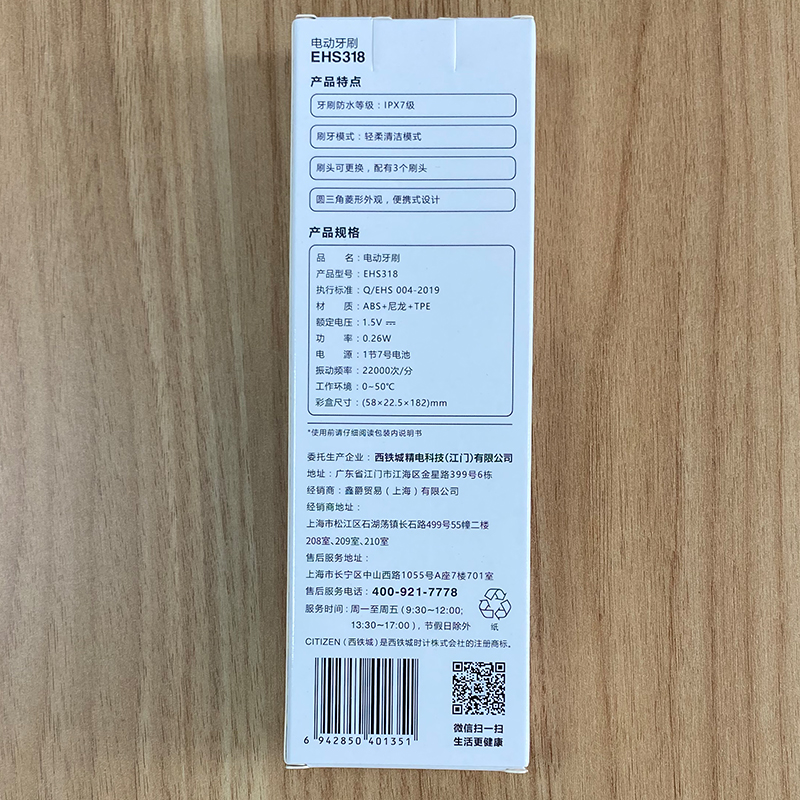 电动牙刷
EHS318
产品特点
牙刷防水等级：IPX7级
刷牙模式：轻柔清洁模式
刷头可更换，配有3个刷头
圆三角菱形外观，便携式设计
产品规格
品　　名：电动牙刷
产品型号：EHS318
执行标准：Q/EHS 004-2019
材　　质：ABS+尼龙+TPE
额定电压：1.5V ⎓
功　　率：0.26W
电　　源：1节7号电池
振动频率：22000次/分
工作环境：0~50℃
彩盒尺寸：(58×22.5×182)mm
*使用前请仔细阅读包装内说明书
委托生产企业：西铁城精电科技(江门)有限公司
地址：广东省江门市江海区金星路399号6栋
经销商：鑫爵贸易（上海）有限公司
经销商地址：
上海市松江区石湖荡镇长石路499号55幢二楼
208室、209室、210室
售后服务地址：
上海市长宁区中山西路1055号A座7楼701室
售后服务电话：400-921-7778
服务时间：周一至周五（9:30~12:00;
13:30~17:00），节假日除外
纸
CITIZEN（西铁城）是西铁城时计株式会社的注册商标。
6 942850 401351
微信扫一扫
生活更健康